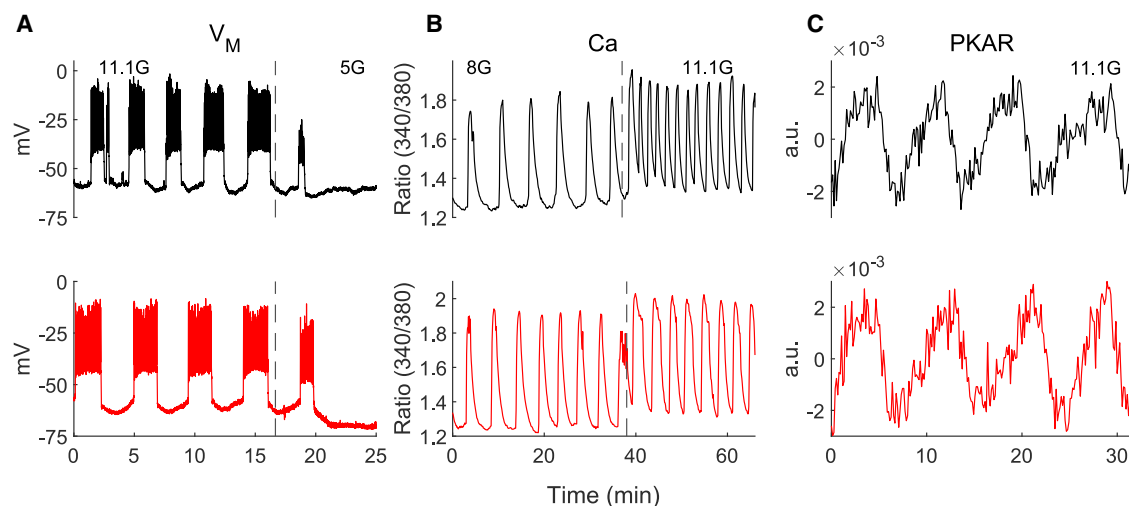 A
V_M
11.1G
5G
0
-25
-50
-75
mV
0
-25
-50
-75
mV
0
5
10
15
20
25
B
Ca
8G
11.1G
1.8
1.6
1.4
1.2
Ratio (340/380)
2
1.8
1.6
1.4
1.2
Ratio (340/380)
0
20
40
60
Time (min)
C
PKAR
×10⁻³
11.1G
2
0
-2
a.u.
×10⁻³
2
0
-2
a.u.
0
10
20
30